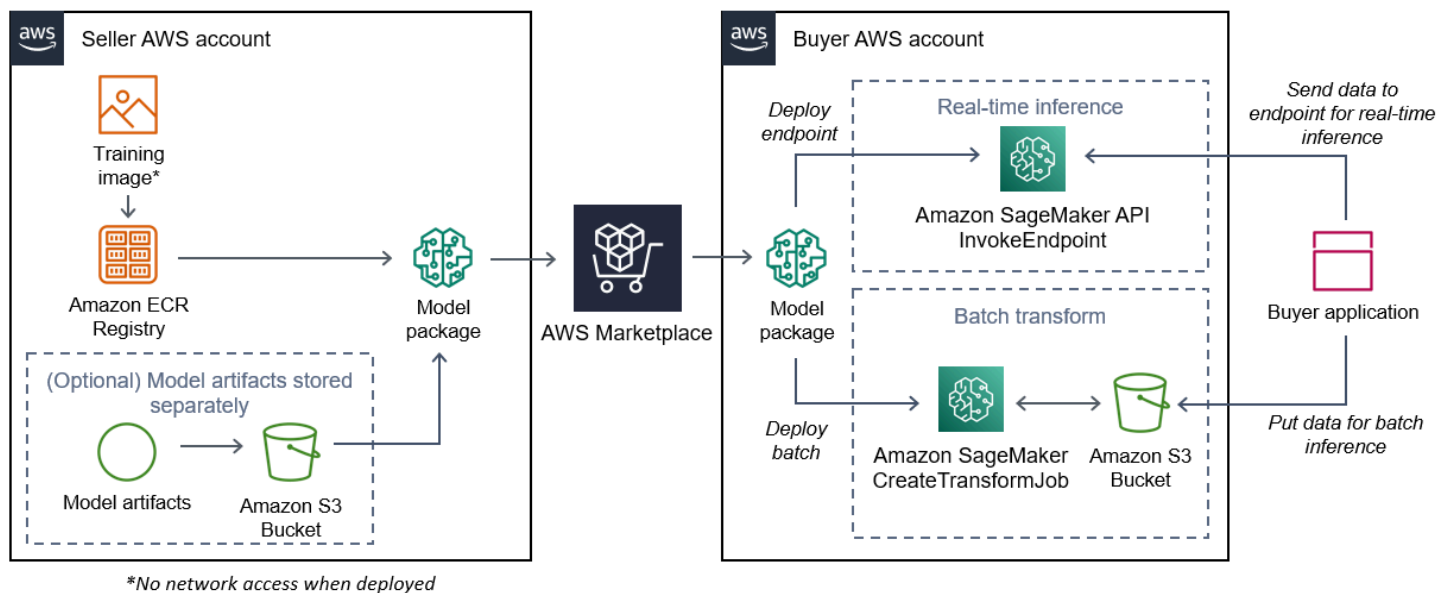 aws
Seller AWS account
Training
image*
Amazon ECR
Registry
(Optional) Model artifacts stored
separately
Model artifacts
Amazon S3
Bucket
Model
package
*No network access when deployed
AWS Marketplace
aws
Buyer AWS account
Deploy
endpoint
Model
package
Deploy
batch
Real-time inference
Amazon SageMaker API
InvokeEndpoint
Batch transform
Amazon SageMaker
CreateTransformJob
Amazon S3
Bucket
Send data to
endpoint for real-time
inference
Buyer application
Put data for batch
inference